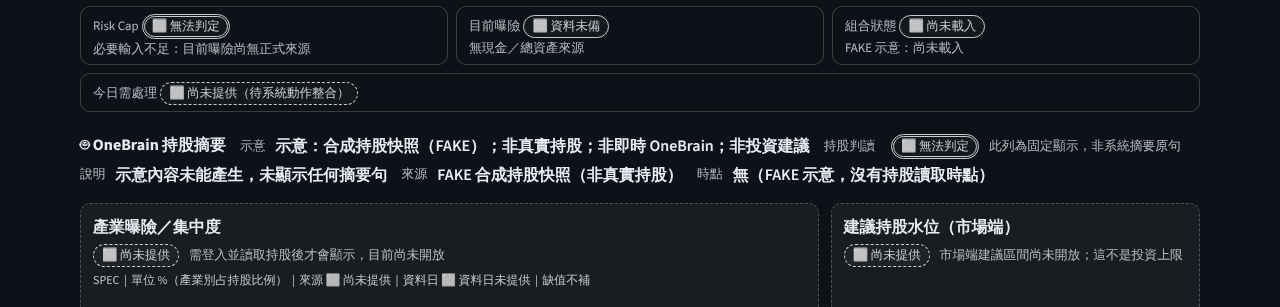 Risk Cap ⬜ 無法判定
必要輸入不足：目前曝險尚無正式來源
目前曝險 ⬜ 資料未備
無現金／總資產來源
組合狀態 ⬜ 尚未載入
FAKE 示意：尚未載入
今日需處理 ⬜ 尚未提供（待系統動作整合）
OneBrain 持股摘要 示意 示意：合成持股快照（FAKE）；非真實持股；非即時 OneBrain；非投資建議 持股判讀 ⬜ 無法判定 此列為固定顯示，非系統摘要原句
說明 示意內容未能產生，未顯示任何摘要句 來源 FAKE 合成持股快照（非真實持股） 時點 無（FAKE 示意，沒有持股讀取時點）
產業曝險／集中度
⬜ 尚未提供 需登入並讀取持股後才會顯示，目前尚未開放
SPEC｜單位 %（產業別占持股比例）｜來源 ⬜ 尚未提供｜資料日 ⬜ 資料日未提供｜缺值不補
建議持股水位（市場端）
⬜ 尚未提供 市場端建議區間尚未開放；這不是投資上限